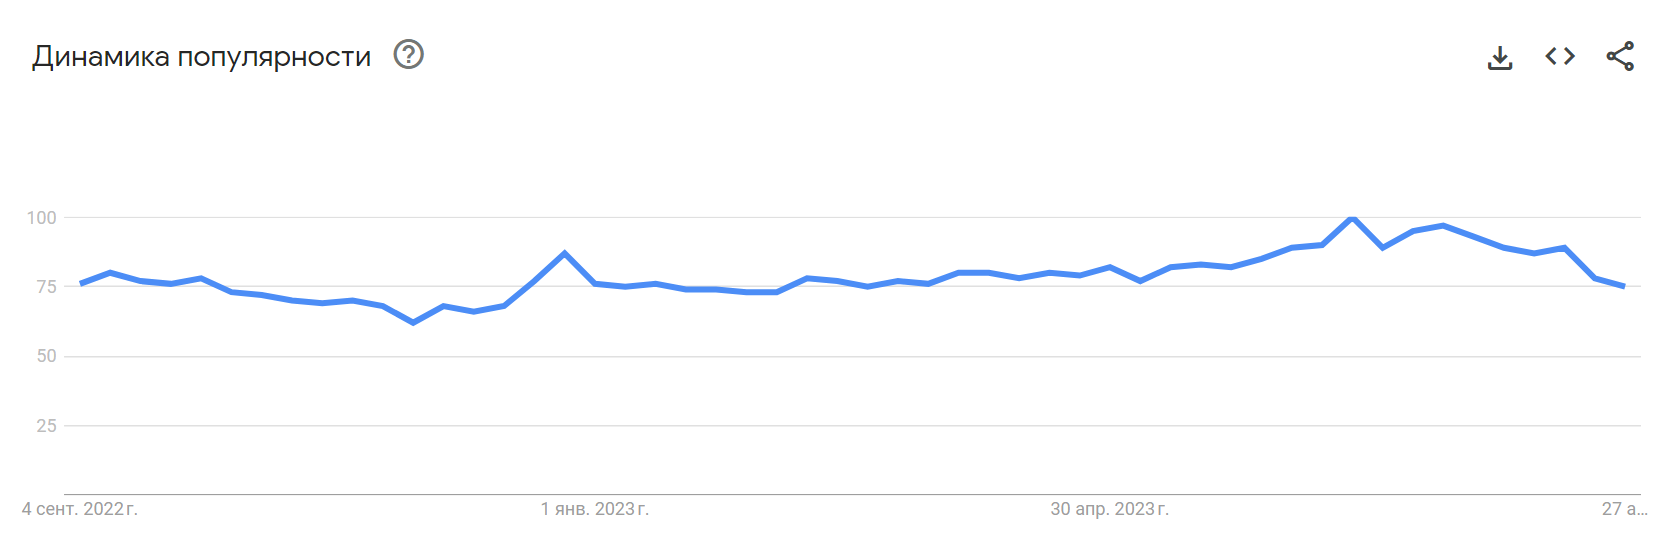 Динамика популярности
100
75
50
25
4 сент. 2022 г.
1 янв. 2023 г.
30 апр. 2023 г.
27 а...